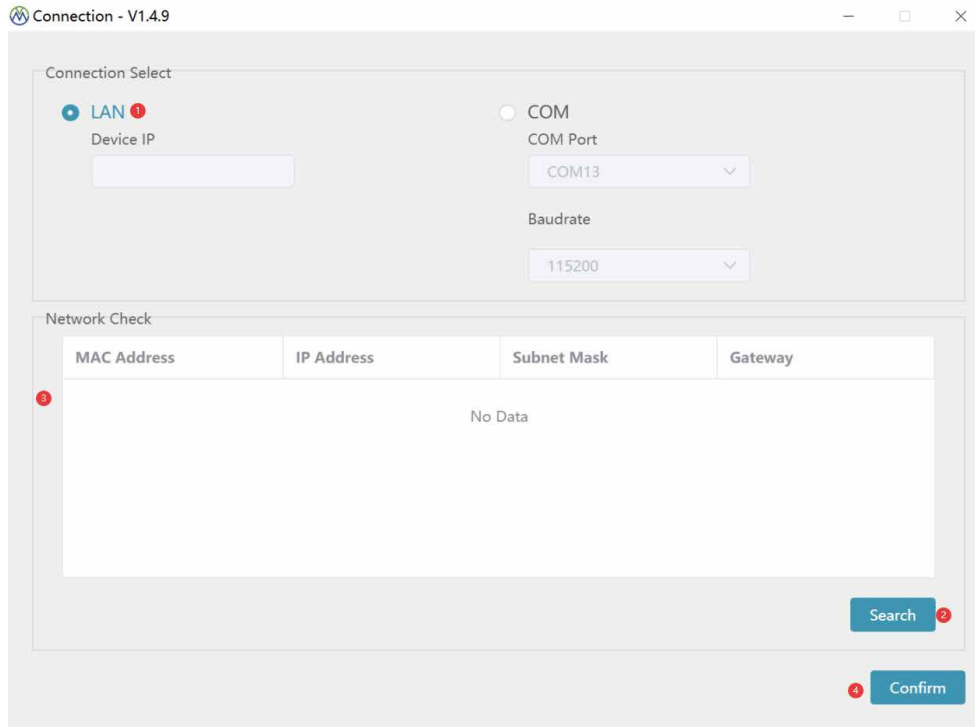 Connection - V1.4.9
Connection Select
LAN 1
COM
Device IP
COM Port
COM13
Baudrate
115200
Network Check
MAC Address IP Address Subnet Mask Gateway
3
No Data
Search 2
4 Confirm